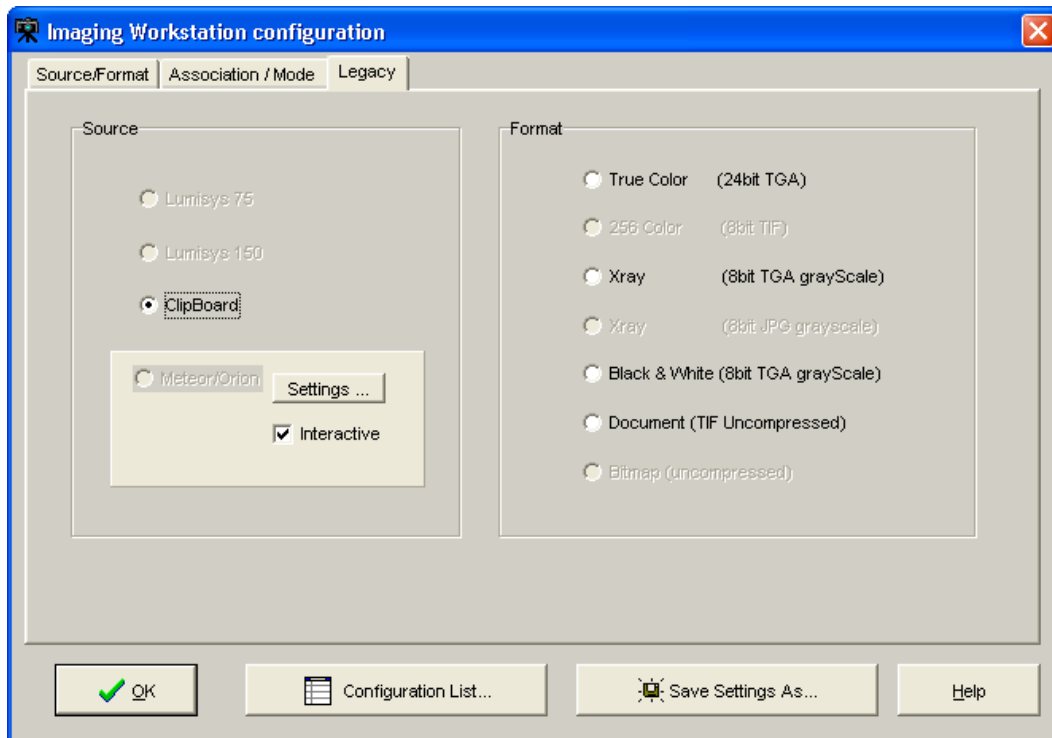 Imaging Workstation configuration
Source/Format
Association / Mode
Legacy
Source
Lumisys 75
Lumisys 150
ClipBoard
Meteor/Orion
Settings ...
Interactive
Format
True Color (24bit TGA)
256 Color (8bit TIF)
Xray (8bit TGA grayScale)
Xray (8bit JPG grayscale)
Black & White (8bit TGA grayScale)
Document (TIF Uncompressed)
Bitmap (uncompressed)
OK
Configuration List...
Save Settings As...
Help